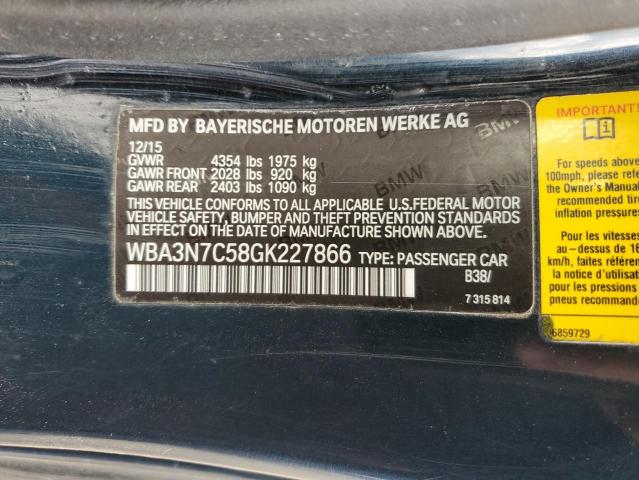 MFD BY BAYERISCHE MOTOREN WERKE AG
12/15
GVWR 4354 lbs 1975 kg
GAWR FRONT 2028 lbs 920 kg
GAWR REAR 2403 lbs 1090 kg
THIS VEHICLE CONFORMS TO ALL APPLICABLE U.S.FEDERAL MOTOR
VEHICLE SAFETY, BUMPER AND THEFT PREVENTION STANDARDS
IN EFFECT ON THE DATE OF MANUFACTURE SHOWN ABOVE.
WBA3N7C58GK227866 TYPE: PASSENGER CAR
B38/
7 315 814
IMPORTANT!
For speeds above
100mph, please refer
the Owner's Manual
recommended tire
inflation pressures
Pour les vitesses
au-dessus de 16
km/h, faites référen
la notice d'utilisation
pour les pressions
pneus recommand
6859729